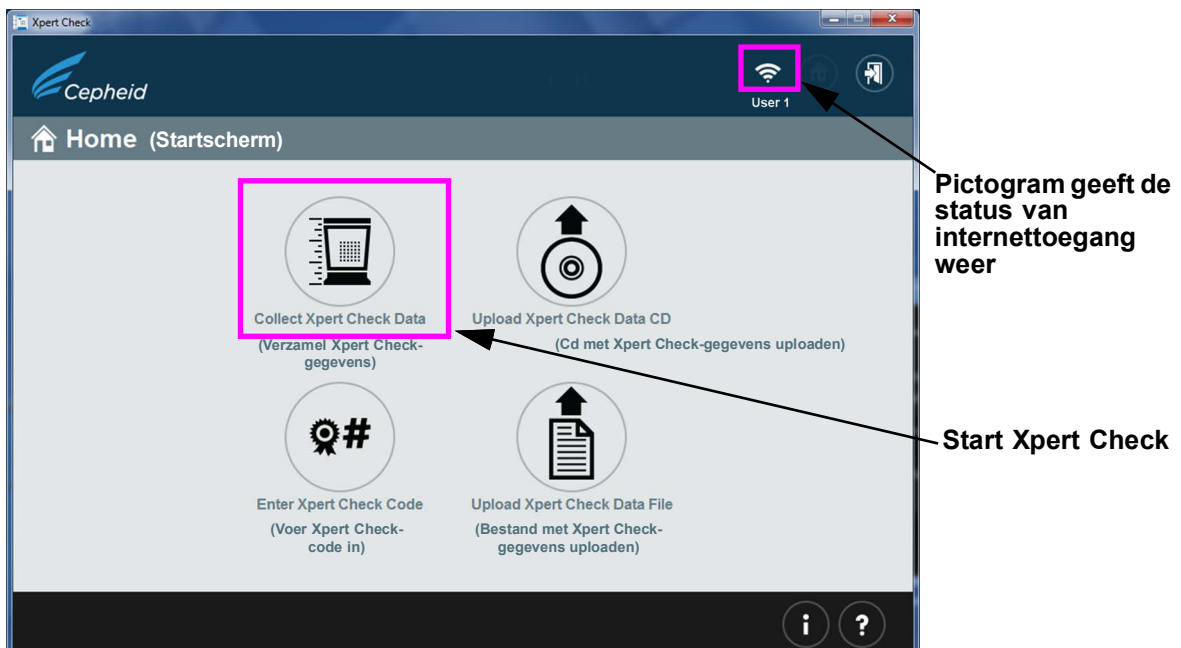 Xpert Check
Cepheid
User 1
Home (Startscherm)
Pictogram geeft de
status van
internettoegang
weer
Collect Xpert Check Data
(Verzamel Xpert Check-
gegevens)
Upload Xpert Check Data CD
(Cd met Xpert Check-gegevens uploaden)
Start Xpert Check
#
Enter Xpert Check Code
(Voer Xpert Check-
code in)
Upload Xpert Check Data File
(Bestand met Xpert Check-
gegevens uploaden)
i ?